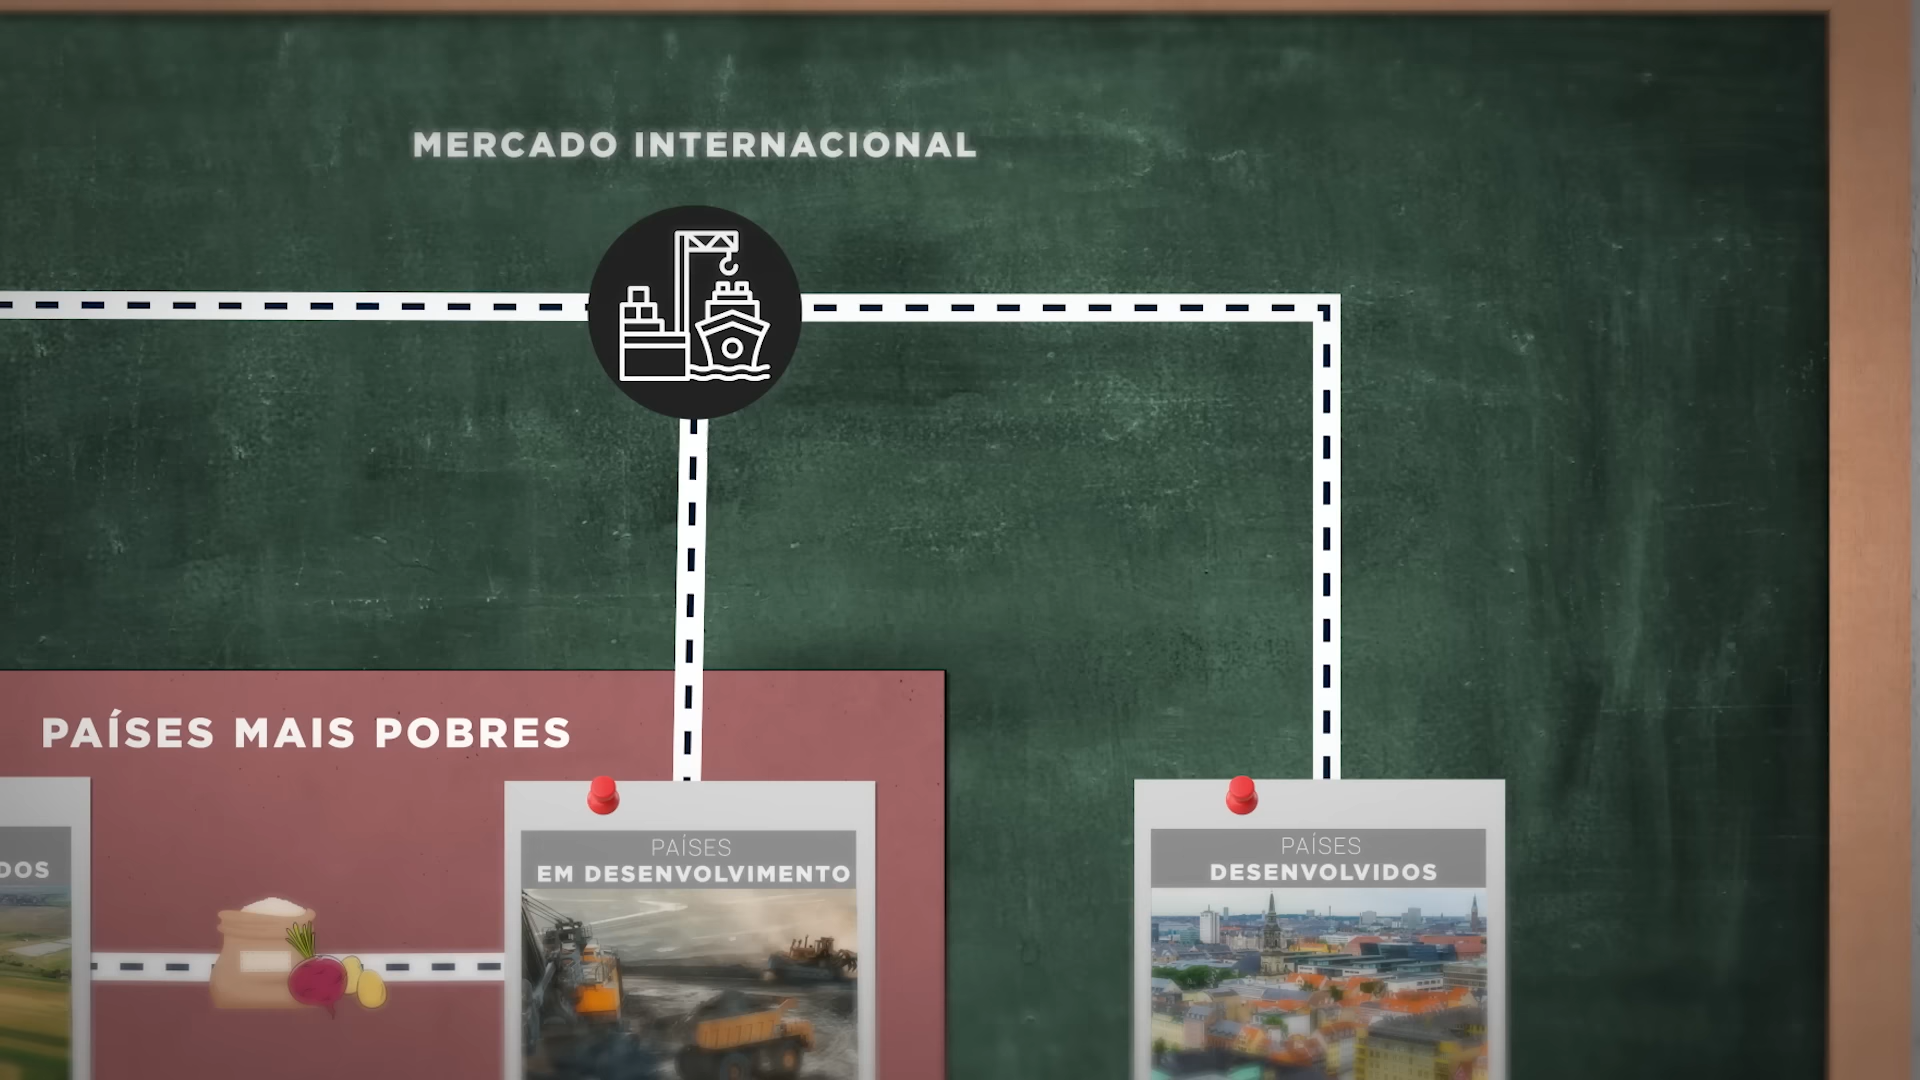 MERCADO INTERNACIONAL
PAÍSES MAIS POBRES
DOS
PAÍSES
EM DESENVOLVIMENTO
PAÍSES
DESENVOLVIDOS